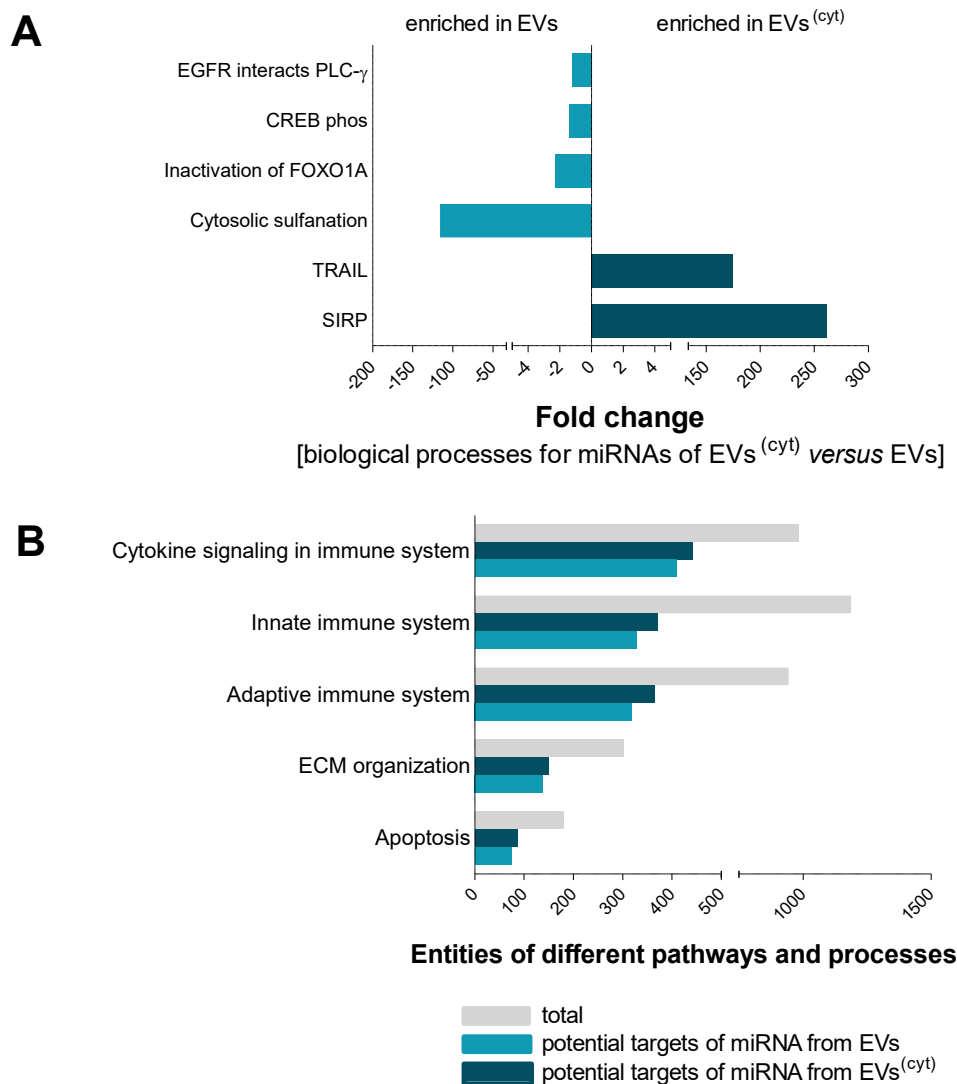 A
enriched in EVs
enriched in EVs (cyt)
EGFR interacts PLC-γ
CREB phos
Inactivation of FOXO1A
Cytosolic sulfanation
TRAIL
SIRP
-200 -150 -100 -50 -4 -2 0 2 4 150 200 250 300
Fold change
[biological processes for miRNAs of EVs (cyt) versus EVs]
B
Cytokine signaling in immune system
Innate immune system
Adaptive immune system
ECM organization
Apoptosis
0 100 200 300 400 500 1000 1500
Entities of different pathways and processes
total
potential targets of miRNA from EVs
potential targets of miRNA from EVs(cyt)